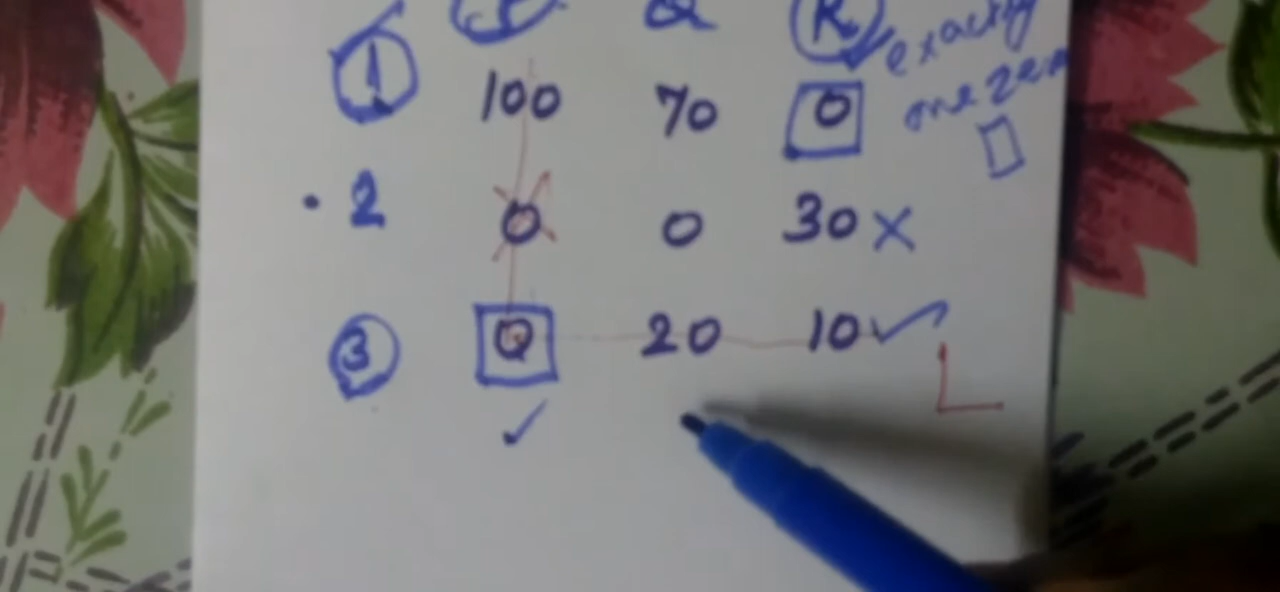 P Q R
exactly
1 100 70 0 one zero
2 0 0 30 ×
3 0 20 10 ✓
✓